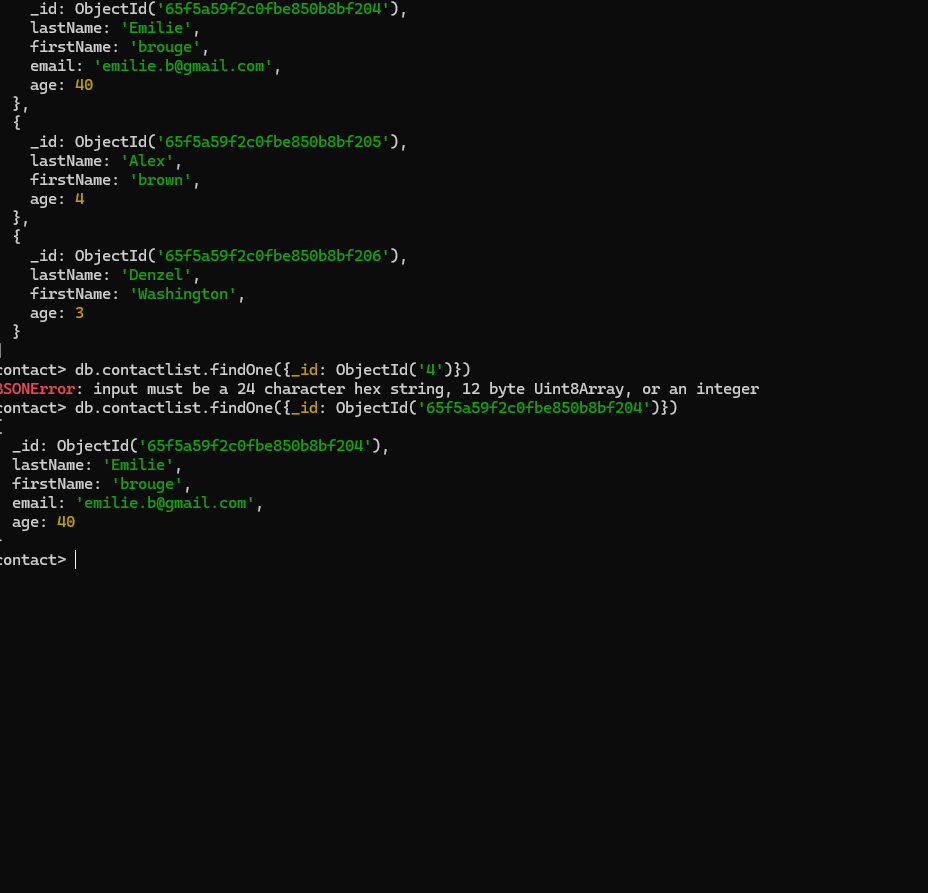 _id: ObjectId('65f5a59f2c0fbe850b8bf204'),
lastName: 'Emilie',
firstName: 'brouge',
email: 'emilie.b@gmail.com',
age: 40
},
{
_id: ObjectId('65f5a59f2c0fbe850b8bf205'),
lastName: 'Alex',
firstName: 'brown',
age: 4
},
{
_id: ObjectId('65f5a59f2c0fbe850b8bf206'),
lastName: 'Denzel',
firstName: 'Washington',
age: 3
}
]
contact> db.contactlist.findOne({_id: ObjectId('4')})
BSONError: input must be a 24 character hex string, 12 byte Uint8Array, or an integer
contact> db.contactlist.findOne({_id: ObjectId('65f5a59f2c0fbe850b8bf204')})
{
_id: ObjectId('65f5a59f2c0fbe850b8bf204'),
lastName: 'Emilie',
firstName: 'brouge',
email: 'emilie.b@gmail.com',
age: 40
}
contact>